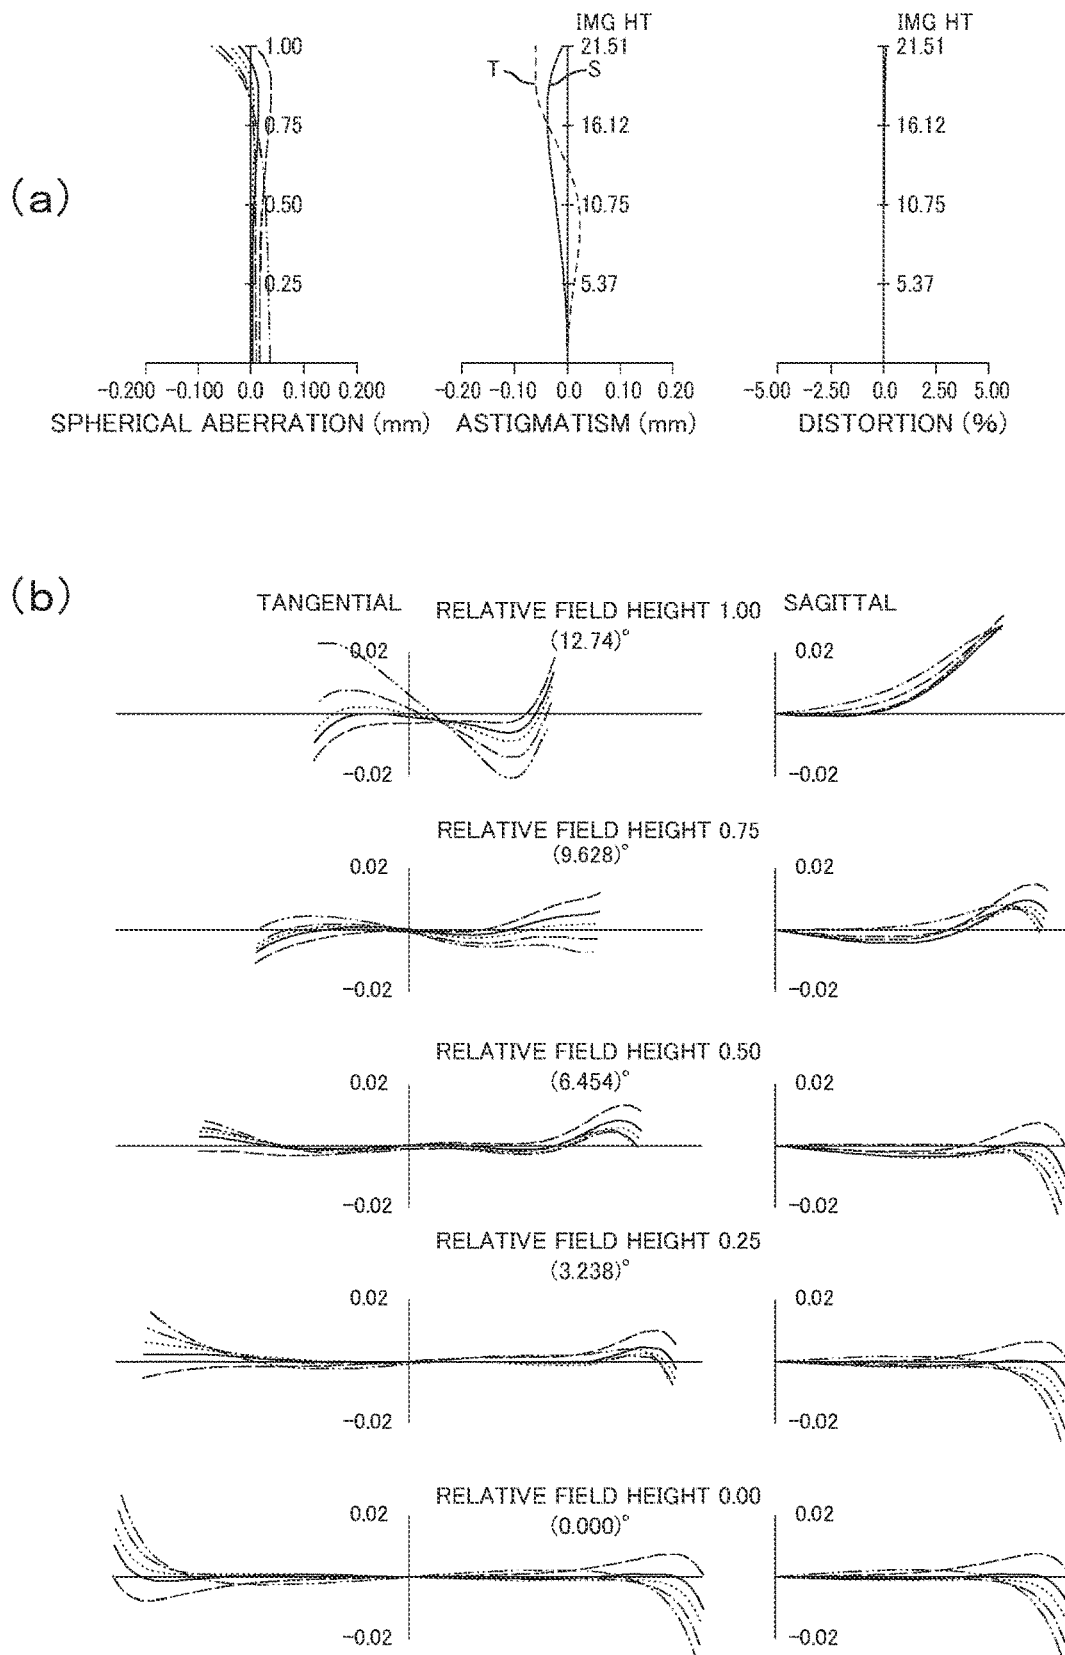 (a)
1.00
0.75
0.50
0.25
-0.200 -0.100 0.0 0.100 0.200
SPHERICAL ABERRATION (mm)
IMG HT
21.51
T
S
16.12
10.75
5.37
-0.20 -0.10 0.0 0.10 0.20
ASTIGMATISM (mm)
IMG HT
21.51
16.12
10.75
5.37
-5.00 -2.50 0.0 2.50 5.00
DISTORTION (%)
(b)
TANGENTIAL
RELATIVE FIELD HEIGHT 1.00
SAGITTAL
(12.74)°
0.02
0.02
-0.02
-0.02
RELATIVE FIELD HEIGHT 0.75
(9.628)°
0.02
0.02
-0.02
-0.02
RELATIVE FIELD HEIGHT 0.50
(6.454)°
0.02
0.02
-0.02
-0.02
RELATIVE FIELD HEIGHT 0.25
(3.238)°
0.02
0.02
-0.02
-0.02
RELATIVE FIELD HEIGHT 0.00
(0.000)°
0.02
0.02
-0.02
-0.02